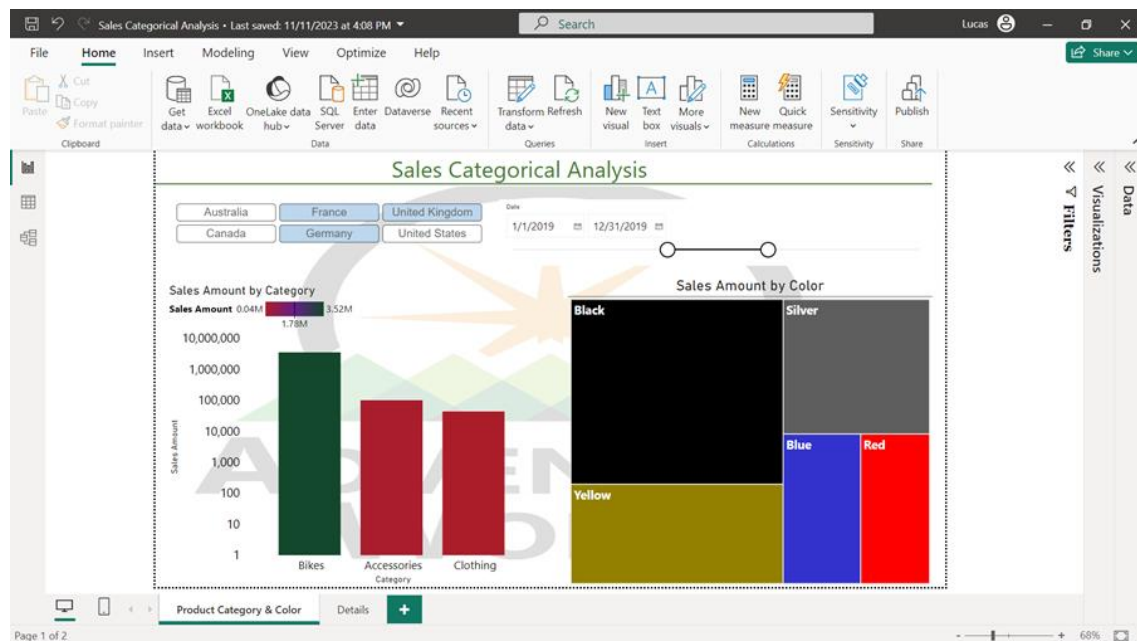 Sales Categorical Analysis • Last saved: 11/11/2023 at 4:08 PM
Search
Lucas
File Home Insert Modeling View Optimize Help
Share
Paste
Cut
Copy
Format painter
Clipboard
Get data
Excel workbook
OneLake data hub
SQL Server
Enter data
Dataverse
Recent sources
Data
Transform data
Refresh
Queries
New visual
Text box
More visuals
Insert
New measure
Quick measure
Calculations
Sensitivity
Sensitivity
Publish
Share
Sales Categorical Analysis
Australia France United Kingdom
Canada Germany United States
Date
1/1/2019 12/31/2019
Sales Amount by Category
Sales Amount 0.04M 3.52M
1.78M
10,000,000
1,000,000
100,000
10,000
1,000
100
10
1
Sales Amount
Bikes Accessories Clothing
Category
Sales Amount by Color
Black
Silver
Yellow
Blue
Red
Filters
Visualizations
Data
Product Category & Color Details
Page 1 of 2
- + 68%